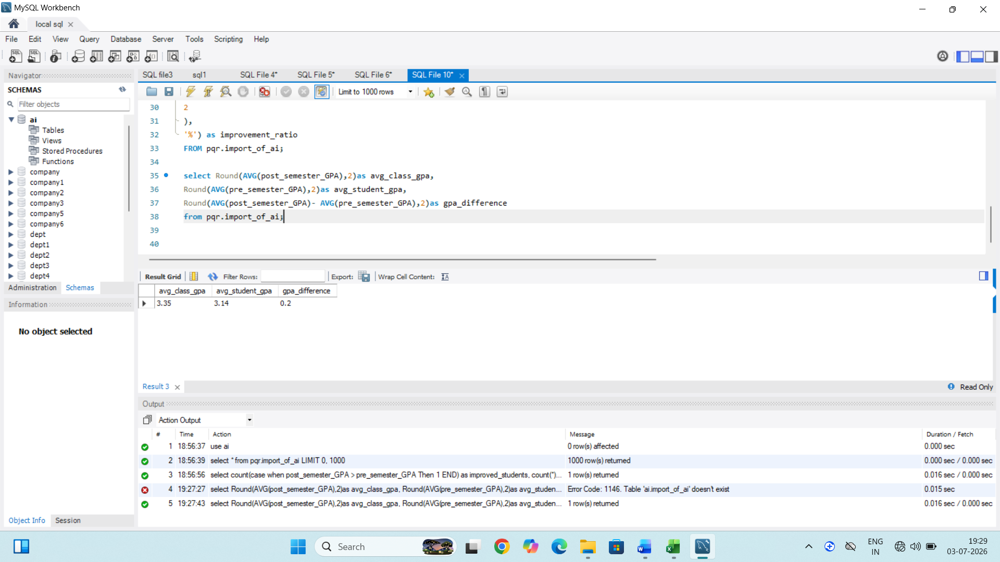 MySQL Workbench
local sql
File Edit View Query Database Server Tools Scripting Help
Navigator
SCHEMAS
Filter objects
ai
Tables
Views
Stored Procedures
Functions
company
company1
company2
company3
company5
company6
dept
dept1
dept2
dept3
dept4
Administration Schemas
Information
No object selected
Object Info Session
SQL file3 sql1 SQL File 4* SQL File 5* SQL File 6* SQL File 10*
Limit to 1000 rows
30 2
31 ),
32 '%') as improvement_ratio
33 FROM pqr.import_of_ai;
34
35 select Round(AVG(post_semester_GPA),2)as avg_class_gpa,
36 Round(AVG(pre_semester_GPA),2)as avg_student_gpa,
37 Round(AVG(post_semester_GPA)- AVG(pre_semester_GPA),2)as gpa_difference
38 from pqr.import_of_ai;
39
40
Result Grid Filter Rows: Export: Wrap Cell Content:
avg_class_gpa avg_student_gpa gpa_difference
3.35 3.14 0.2
Result 3 Read Only
Output
Action Output
# Time Action Message Duration / Fetch
1 18:56:37 use ai 0 row(s) affected 0.000 sec
2 18:56:39 select * from pqr.import_of_ai LIMIT 0, 1000 1000 row(s) returned 0.000 sec / 0.000 sec
3 18:56:56 select count(case when post_semester_GPA > pre_semester_GPA Then 1 END) as improved_students, count(*)... 1 row(s) returned 0.016 sec / 0.000 sec
4 19:27:27 select Round(AVG(post_semester_GPA),2)as avg_class_gpa, Round(AVG(pre_semester_GPA),2)as avg_studen... Error Code: 1146. Table 'ai.import_of_ai' doesn't exist 0.015 sec
5 19:27:43 select Round(AVG(post_semester_GPA),2)as avg_class_gpa, Round(AVG(pre_semester_GPA),2)as avg_studen... 1 row(s) returned 0.016 sec / 0.000 sec
Search
ENG
IN
19:29
03-07-2026